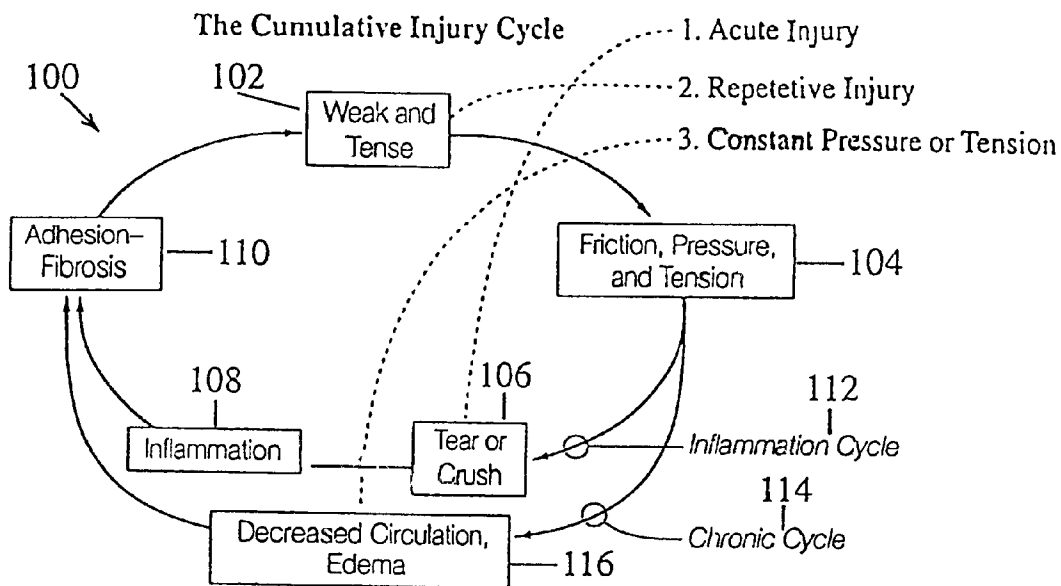 The Cumulative Injury Cycle
1. Acute Injury
100
102
Weak and
Tense
2. Repetetive Injury
3. Constant Pressure or Tension
Adhesion–
Fibrosis
110
Friction, Pressure,
and Tension
104
108
Inflammation
106
Tear or
Crush
112
Inflammation Cycle
114
Chronic Cycle
Decreased Circulation,
Edema
116